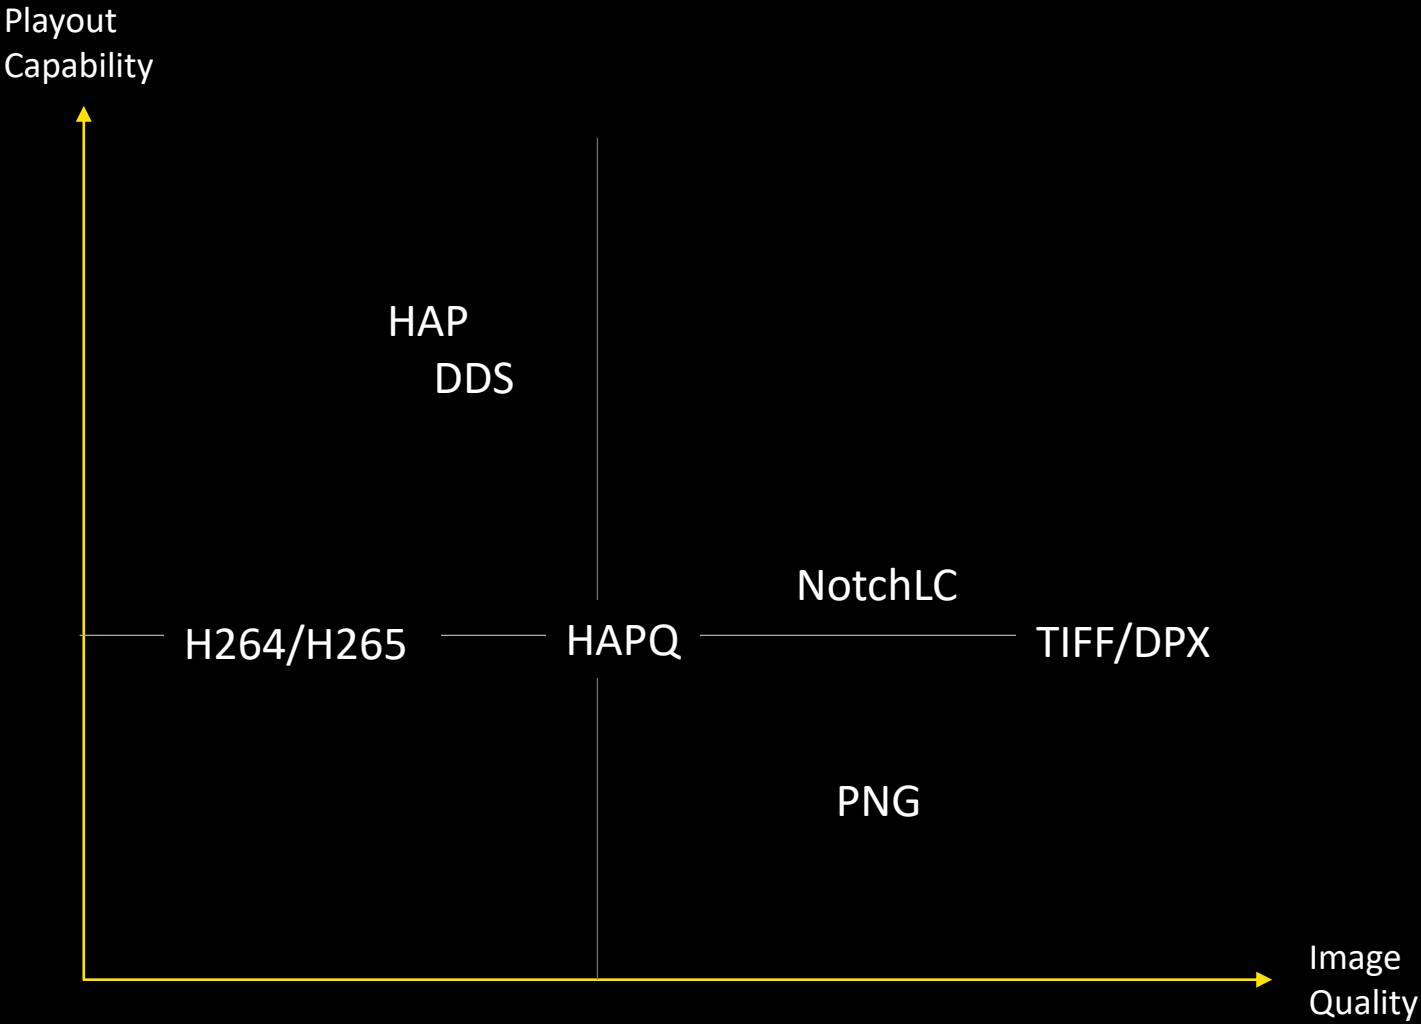 Playout
Capability
HAP
DDS
NotchLC
H264/H265
HAPQ
TIFF/DPX
PNG
Image
Quality